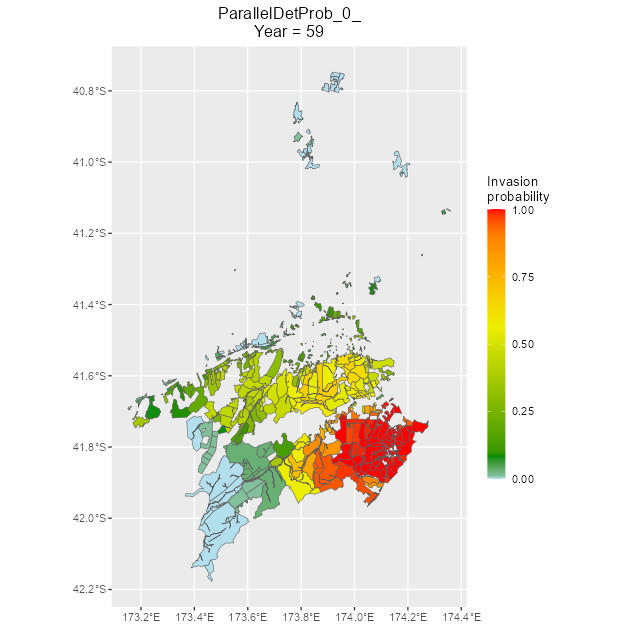 ParallelDetProb_0_
Year = 59
40.8°S
41.0°S
41.2°S
41.4°S
41.6°S
41.8°S
42.0°S
42.2°S
173.2°E 173.4°E 173.6°E 173.8°E 174.0°E 174.2°E 174.4°E
Invasion
probability
1.00
0.75
0.50
0.25
0.00